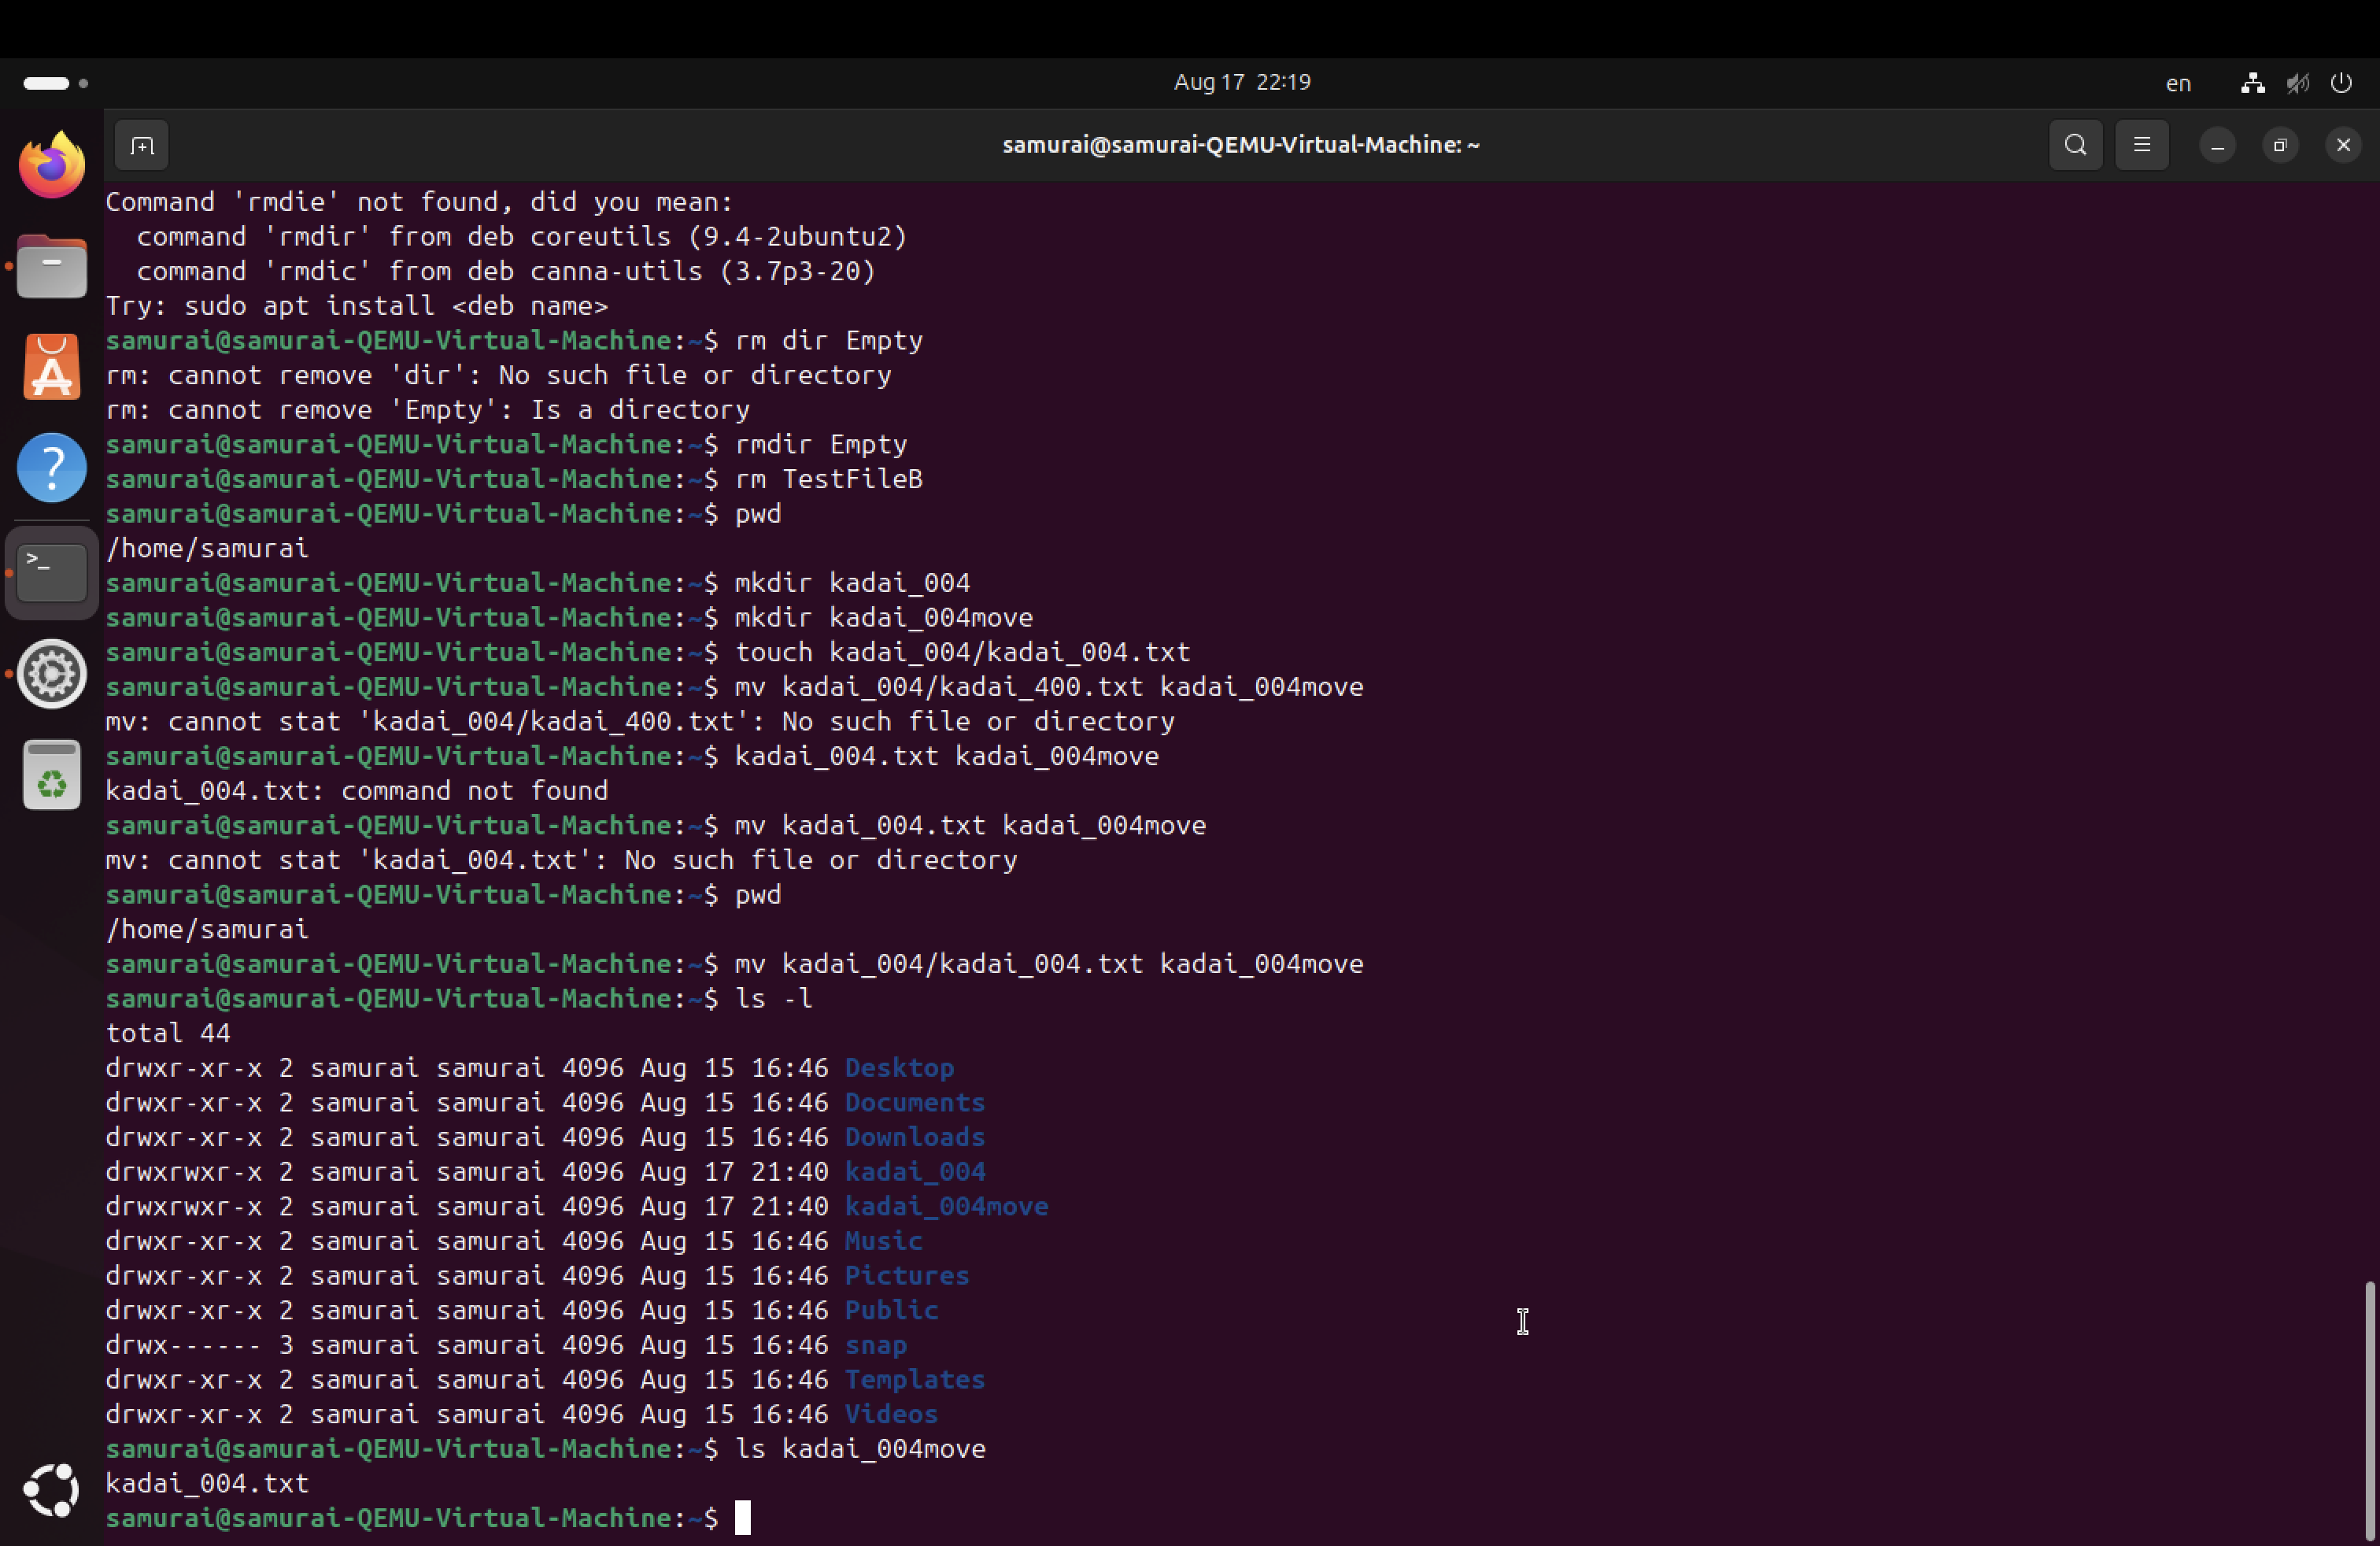 Aug 17 22:19
en
samurai@samurai-QEMU-Virtual-Machine: ~
Command 'rmdie' not found, did you mean:
  command 'rmdir' from deb coreutils (9.4-2ubuntu2)
  command 'rmdic' from deb canna-utils (3.7p3-20)
Try: sudo apt install <deb name>
samurai@samurai-QEMU-Virtual-Machine:~$ rm dir Empty
rm: cannot remove 'dir': No such file or directory
rm: cannot remove 'Empty': Is a directory
samurai@samurai-QEMU-Virtual-Machine:~$ rmdir Empty
samurai@samurai-QEMU-Virtual-Machine:~$ rm TestFileB
samurai@samurai-QEMU-Virtual-Machine:~$ pwd
/home/samurai
samurai@samurai-QEMU-Virtual-Machine:~$ mkdir kadai_004
samurai@samurai-QEMU-Virtual-Machine:~$ mkdir kadai_004move
samurai@samurai-QEMU-Virtual-Machine:~$ touch kadai_004/kadai_004.txt
samurai@samurai-QEMU-Virtual-Machine:~$ mv kadai_004/kadai_400.txt kadai_004move
mv: cannot stat 'kadai_004/kadai_400.txt': No such file or directory
samurai@samurai-QEMU-Virtual-Machine:~$ kadai_004.txt kadai_004move
kadai_004.txt: command not found
samurai@samurai-QEMU-Virtual-Machine:~$ mv kadai_004.txt kadai_004move
mv: cannot stat 'kadai_004.txt': No such file or directory
samurai@samurai-QEMU-Virtual-Machine:~$ pwd
/home/samurai
samurai@samurai-QEMU-Virtual-Machine:~$ mv kadai_004/kadai_004.txt kadai_004move
samurai@samurai-QEMU-Virtual-Machine:~$ ls -l
total 44
drwxr-xr-x 2 samurai samurai 4096 Aug 15 16:46 Desktop
drwxr-xr-x 2 samurai samurai 4096 Aug 15 16:46 Documents
drwxr-xr-x 2 samurai samurai 4096 Aug 15 16:46 Downloads
drwxrwxr-x 2 samurai samurai 4096 Aug 17 21:40 kadai_004
drwxrwxr-x 2 samurai samurai 4096 Aug 17 21:40 kadai_004move
drwxr-xr-x 2 samurai samurai 4096 Aug 15 16:46 Music
drwxr-xr-x 2 samurai samurai 4096 Aug 15 16:46 Pictures
drwxr-xr-x 2 samurai samurai 4096 Aug 15 16:46 Public
drwx------ 3 samurai samurai 4096 Aug 15 16:46 snap
drwxr-xr-x 2 samurai samurai 4096 Aug 15 16:46 Templates
drwxr-xr-x 2 samurai samurai 4096 Aug 15 16:46 Videos
samurai@samurai-QEMU-Virtual-Machine:~$ ls kadai_004move
kadai_004.txt
samurai@samurai-QEMU-Virtual-Machine:~$